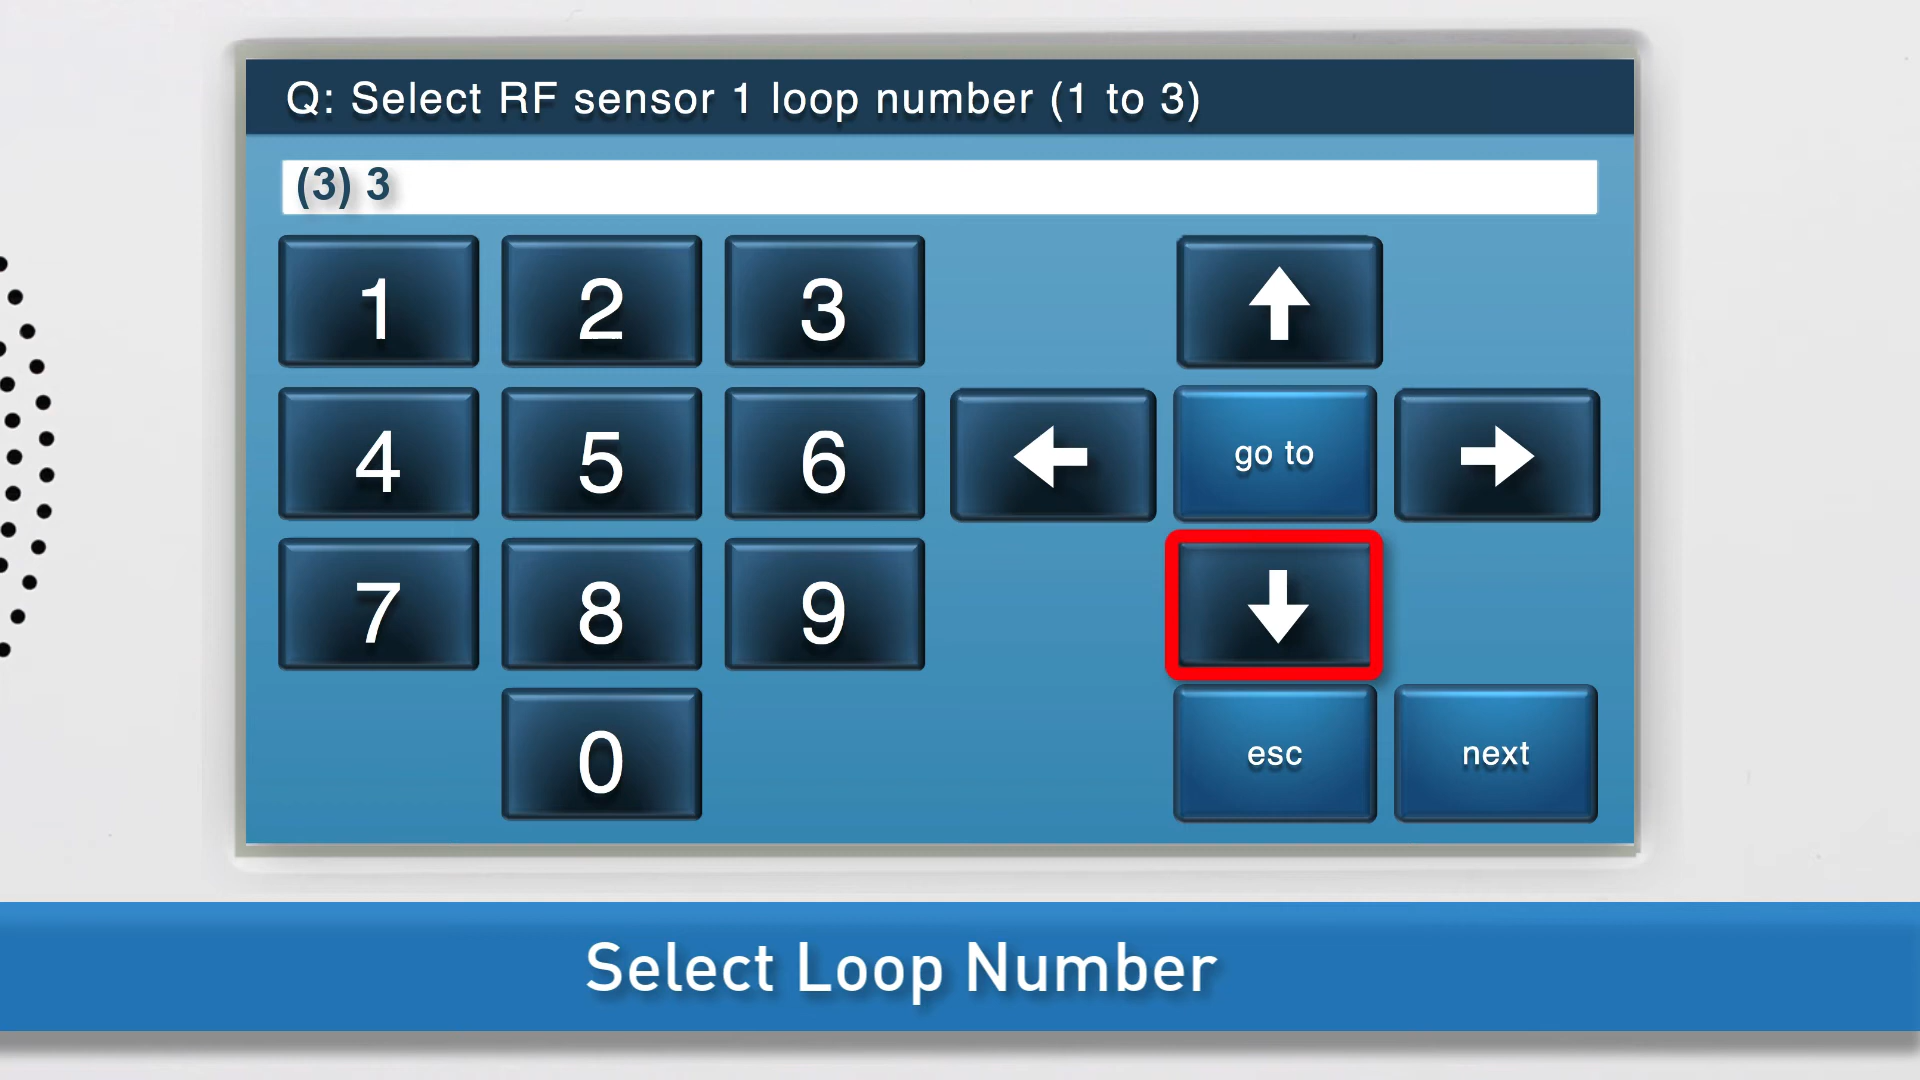 Q: Select RF sensor 1 loop number (1 to 3)
(3) 3
1 2 3
4 5 6 go to
7 8 9
0 esc next
Select Loop Number